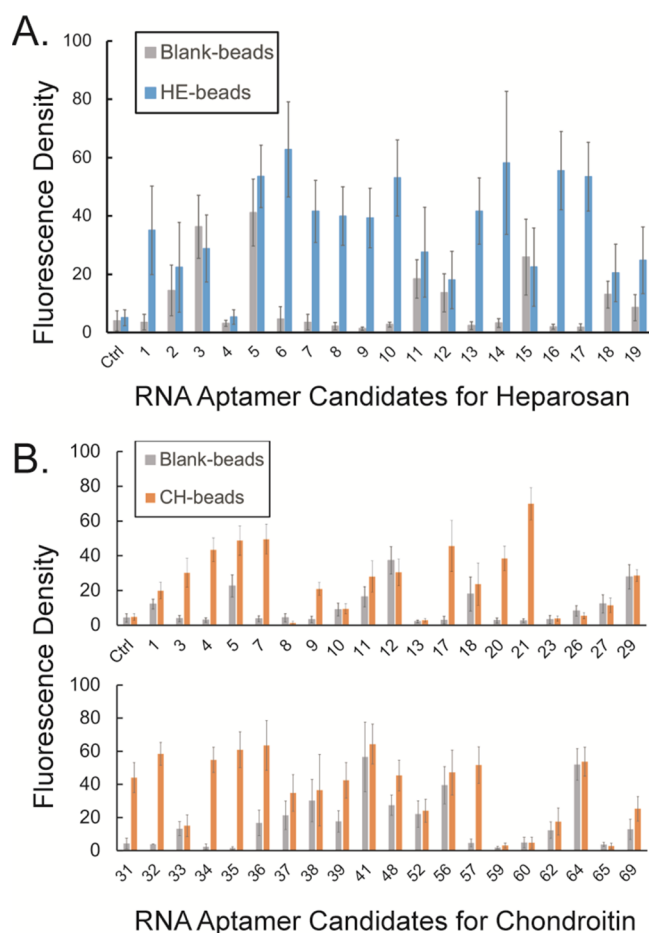 A.
Blank-beads
HE-beads
Fluorescence Density
100
80
60
40
20
0
Ctrl 1 2 3 4 5 6 7 8 9 10 11 12 13 14 15 16 17 18 19
RNA Aptamer Candidates for Heparosan
B.
Blank-beads
CH-beads
Fluorescence Density
100
80
60
40
20
0
Ctrl 1 3 4 5 7 8 9 10 11 12 13 17 18 20 21 23 26 27 29
100
80
60
40
20
0
31 32 33 34 35 36 37 38 39 41 48 52 56 57 59 60 62 64 65 69
RNA Aptamer Candidates for Chondroitin